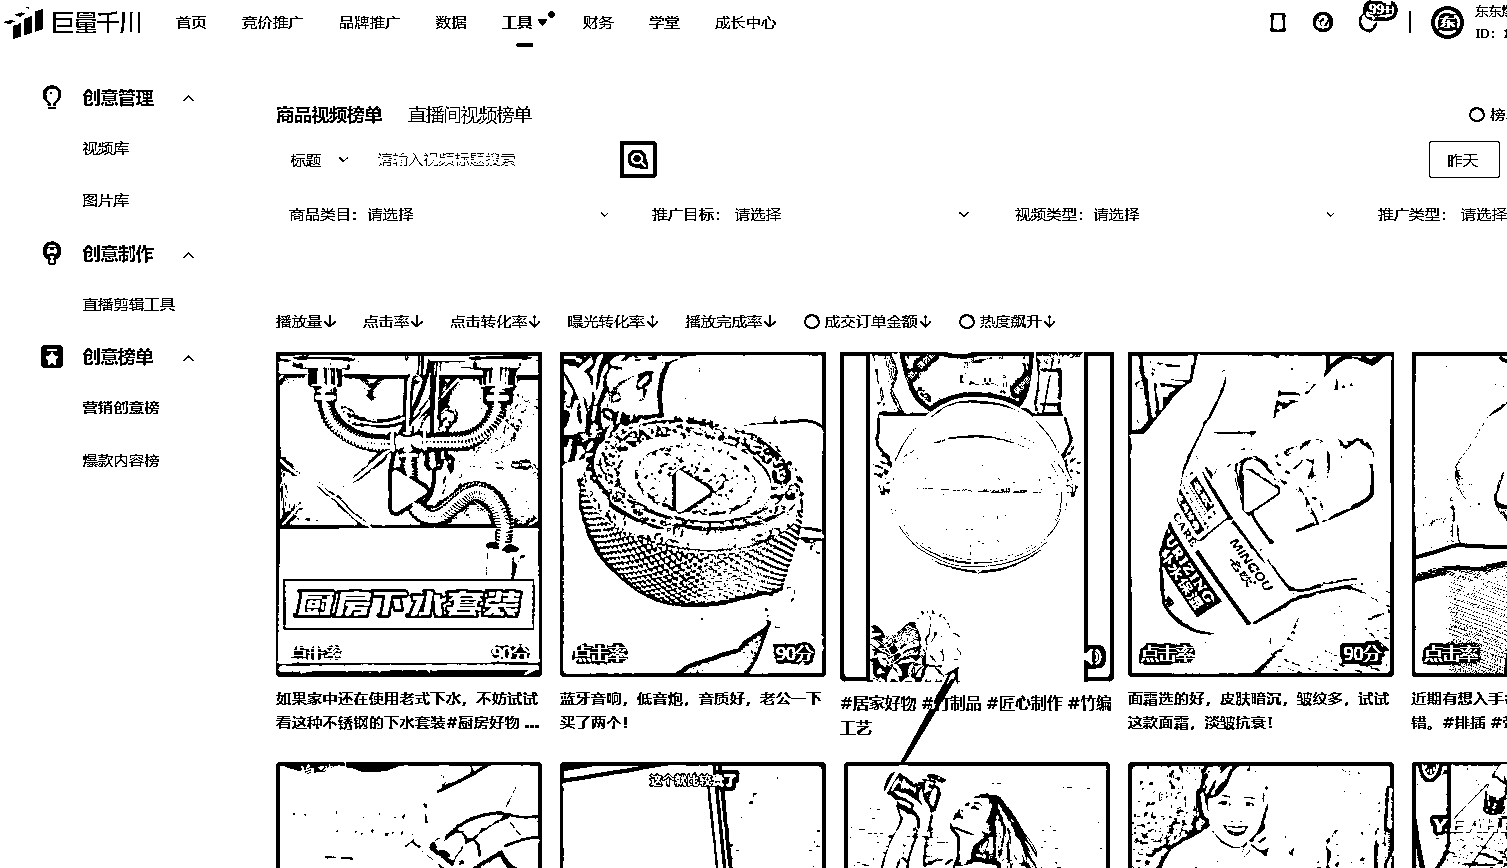 巨量千川 首页 竞价推广 品牌推广 数据 工具 财务 学堂 成长中心 99+ 东东
ID:
创意管理
视频库
图片库
创意制作
直播剪辑工具
创意榜单
营销创意榜
爆款内容榜
商品视频榜单 直播间视频榜单 榜
标题 请输入视频标题搜索 昨天
商品类目：请选择 推广目标：请选择 视频类型：请选择 推广类型：请选择
播放量↓ 点击率↓ 点击转化率↓ 曝光转化率↓ 播放完成率↓ 成交订单金额↓ 热度飙升↓
厨房下水套装
点击率 90分
如果家中还在使用老式下水，不妨试试
看这种不锈钢的下水套装#厨房好物 ...
点击率 90分
蓝牙音响，低音炮，音质好，老公一下
买了两个！
#居家好物 #竹制品 #匠心制作 #竹编
工艺
MINGOU
点击率 90分
面霜选的好，皮肤暗沉，皱纹多，试试
这款面霜，淡皱抗衰！
点击率
近期有想入手
错。#排插